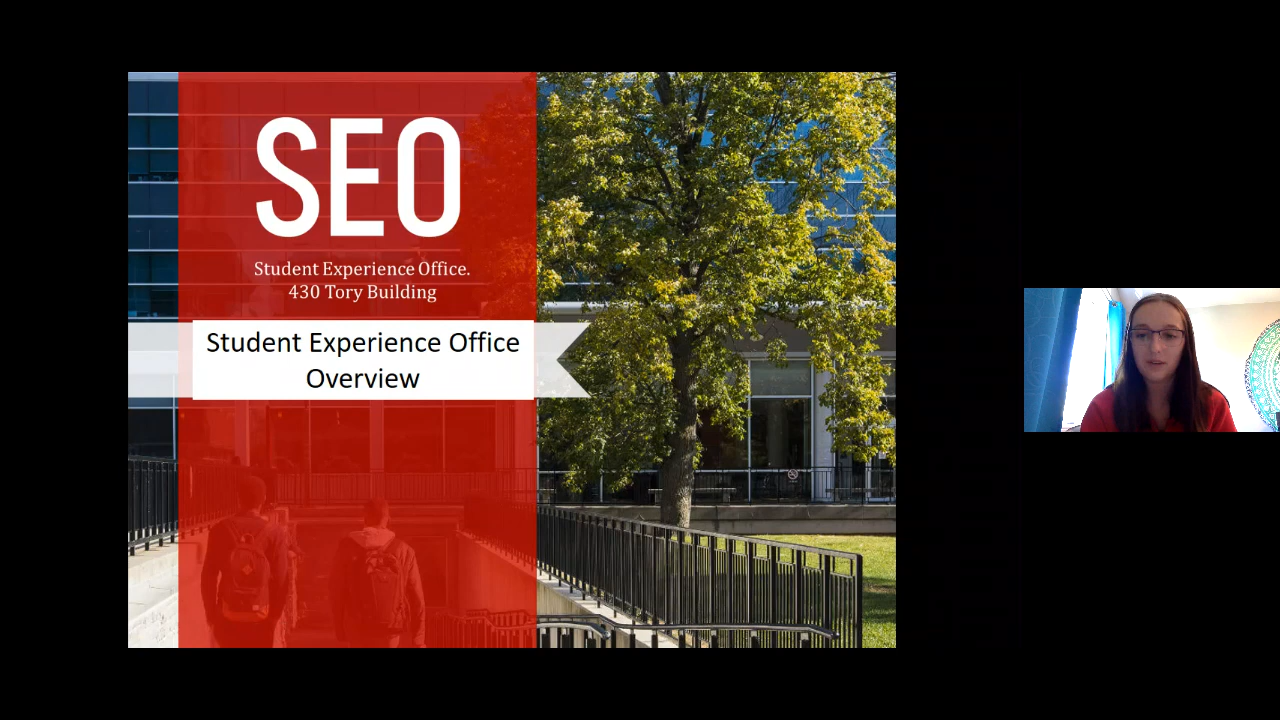 SEO
Student Experience Office.
430 Tory Building
Student Experience Office
Overview